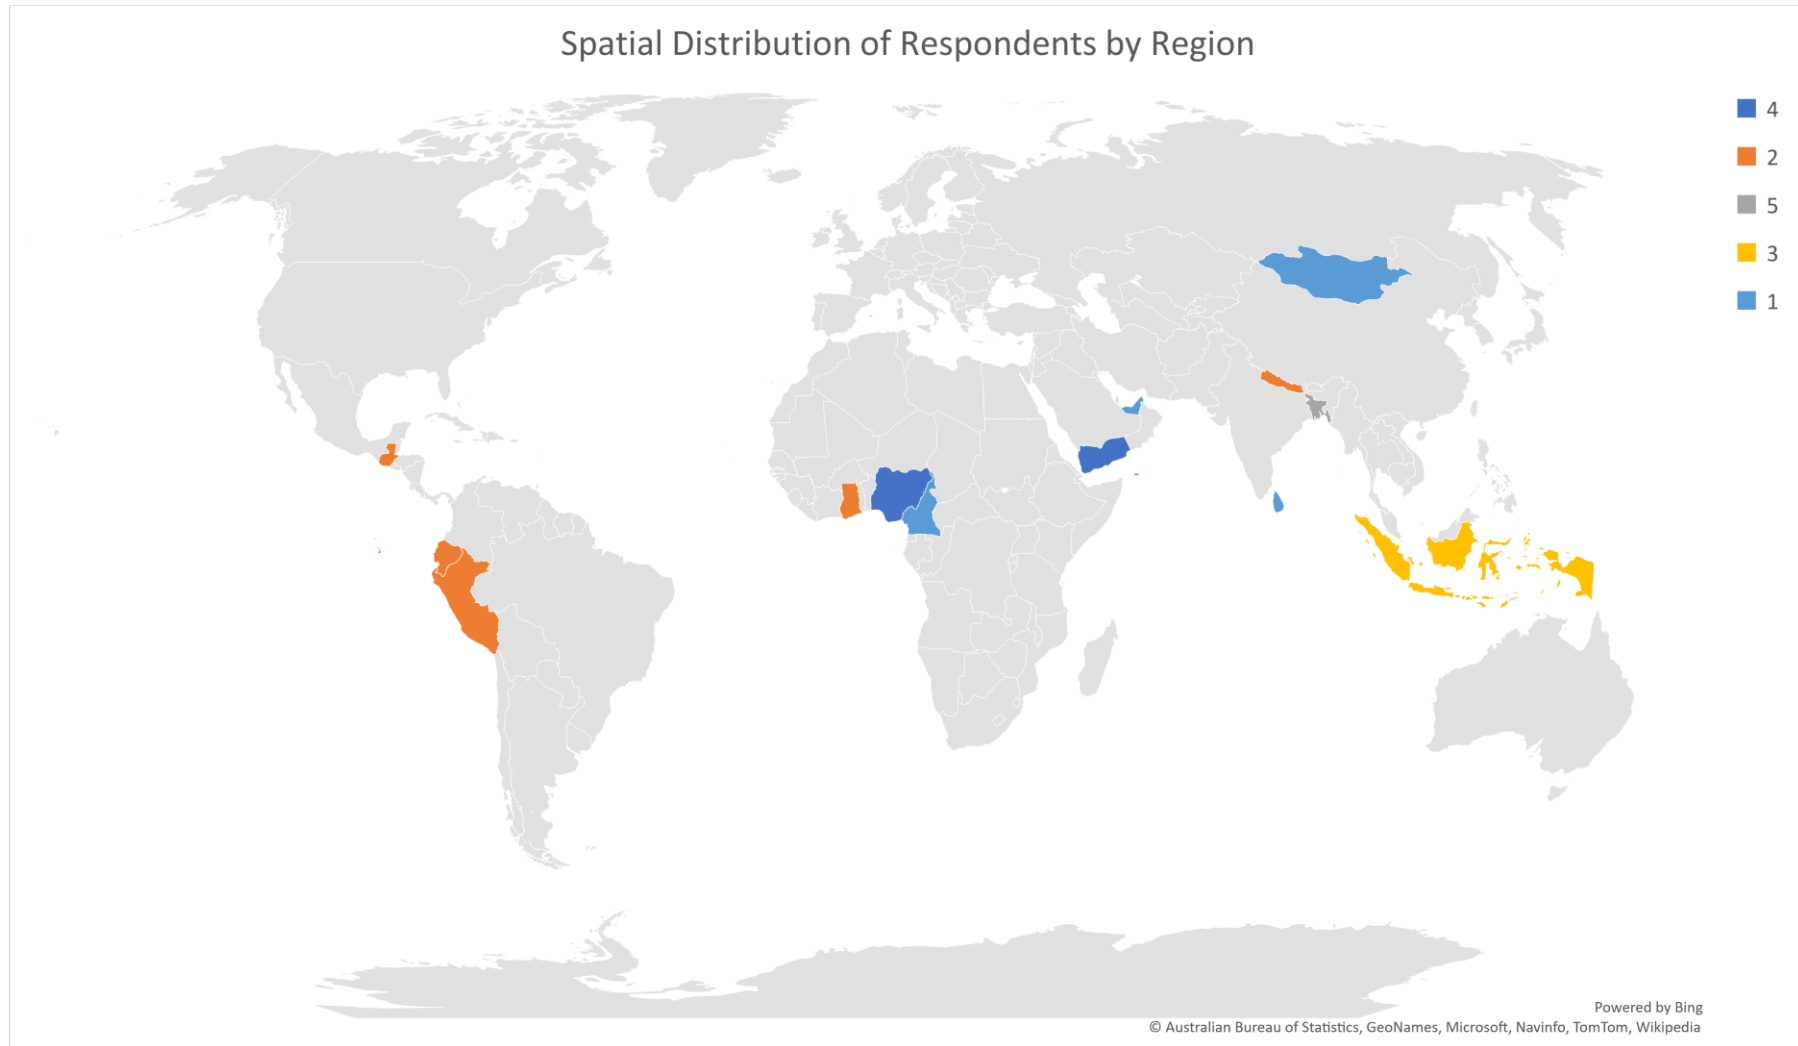 Spatial Distribution of Respondents by Region
4
2
5
3
1
Powered by Bing
© Australian Bureau of Statistics, GeoNames, Microsoft, Navinfo, TomTom, Wikipedia